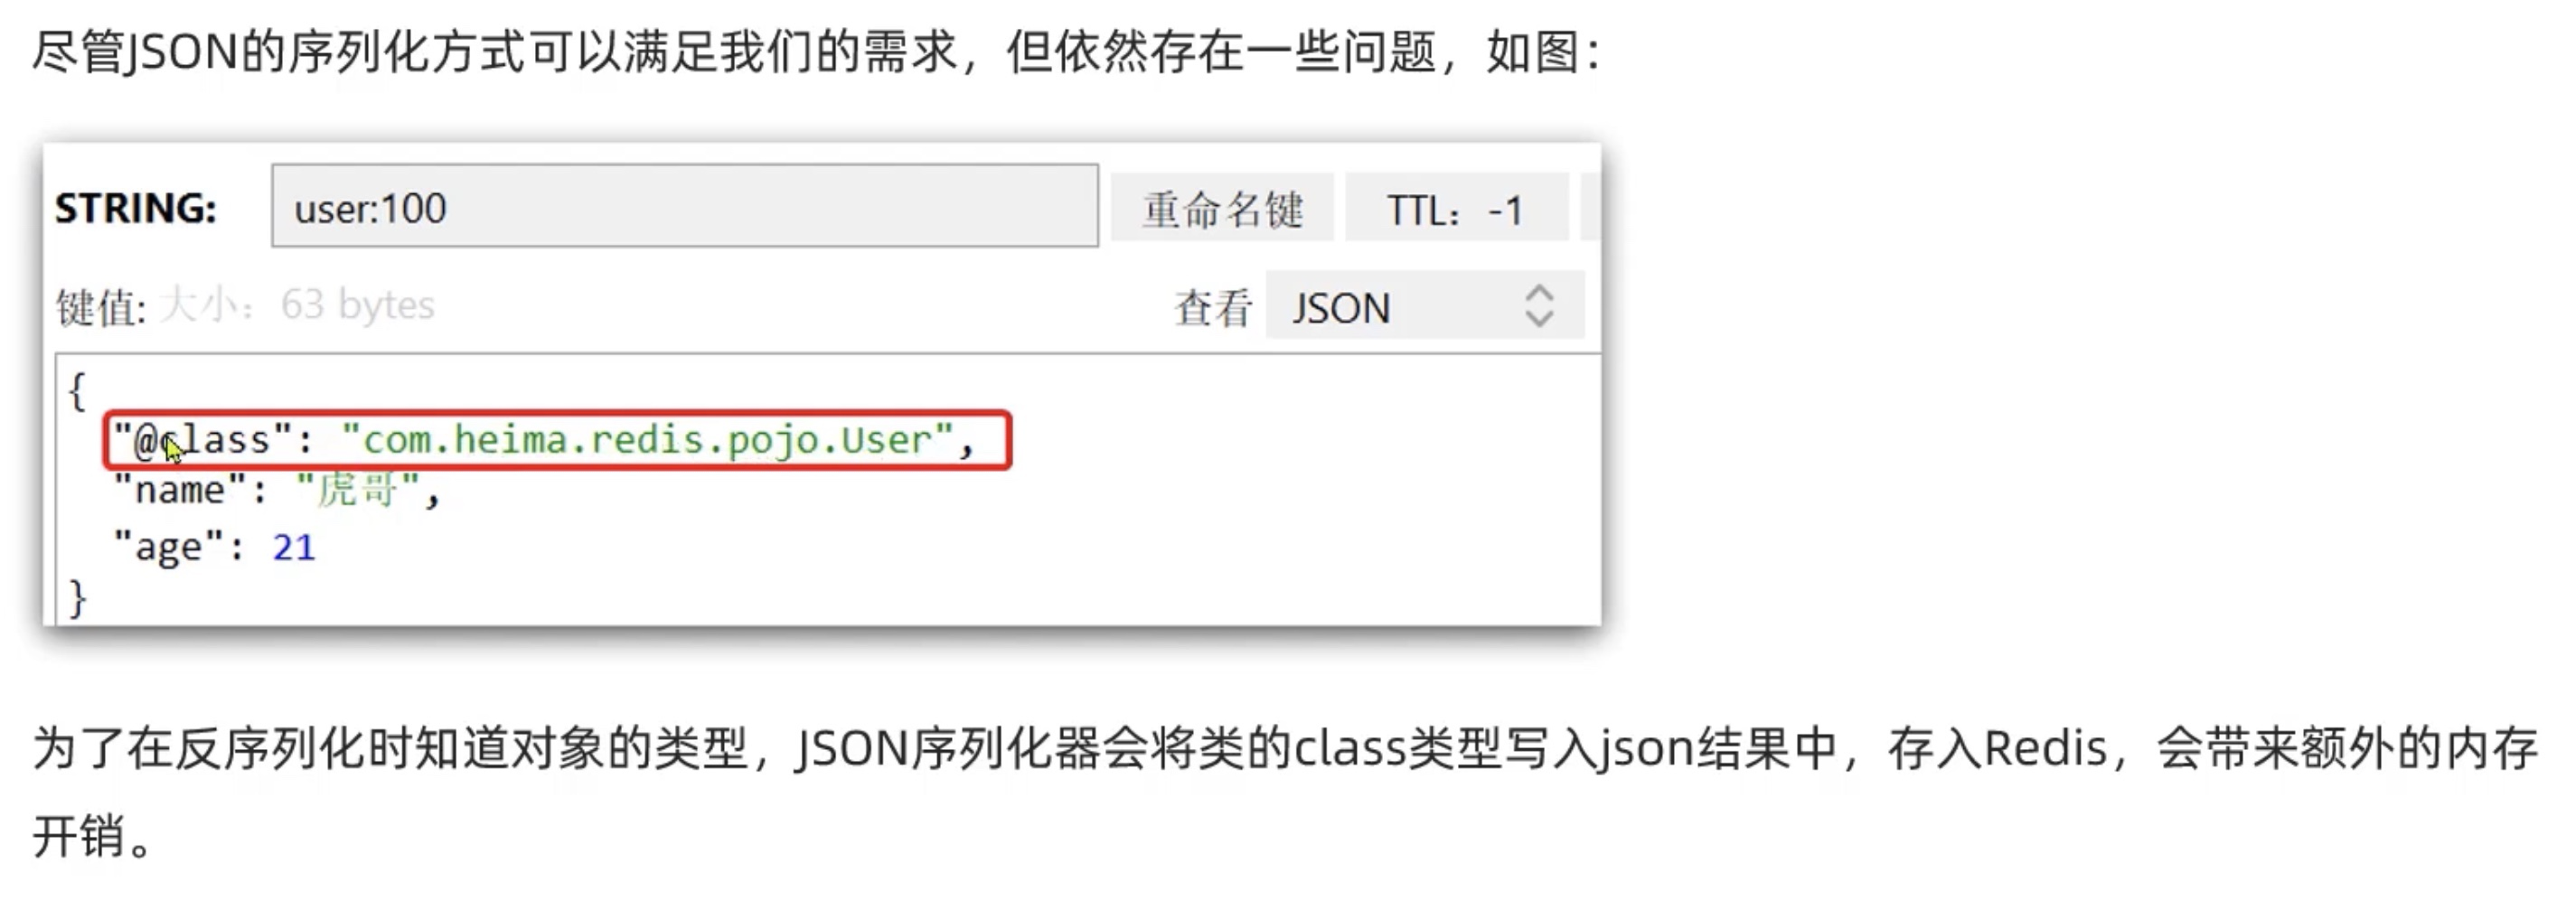 尽管JSON的序列化方式可以满足我们的需求，但依然存在一些问题，如图：
STRING: user:100 重命名键 TTL：-1
键值: 大小：63 bytes 查看 JSON
{
"@class": "com.heima.redis.pojo.User",
"name": "虎哥",
"age": 21
}
为了在反序列化时知道对象的类型，JSON序列化器会将类的class类型写入json结果中，存入Redis，会带来额外的内存
开销。